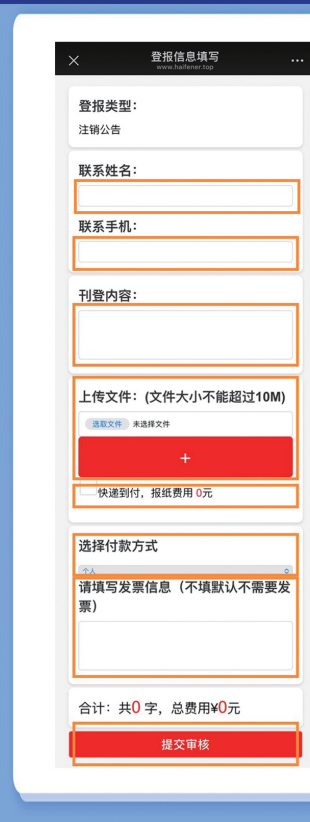 登报信息填写
www.haifener.top
登报类型：
注销公告
联系姓名：
联系手机：
刊登内容：
上传文件：(文件大小不能超过10M)
选取文件 未选择文件
+
快递到付，报纸费用 0元
选择付款方式
个人
请填写发票信息（不填默认不需要发
票）
合计：共0 字，总费用¥0元
提交审核